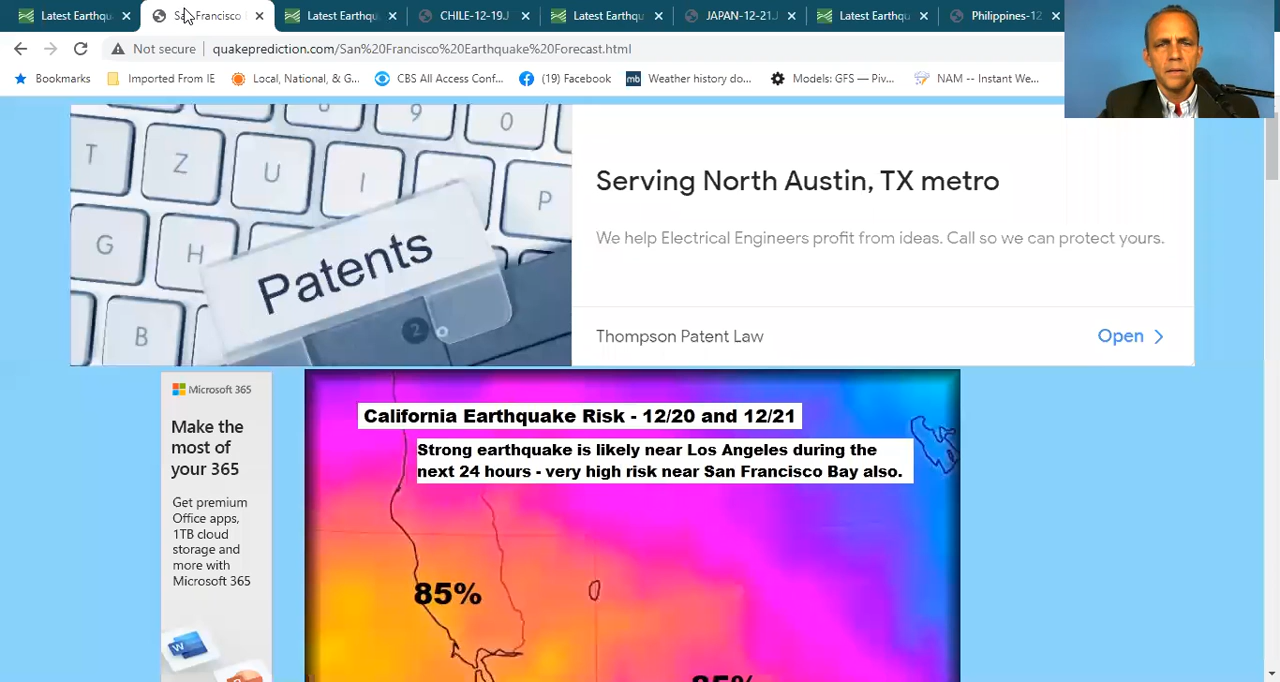 Latest Earthqu
San Francisco
Latest Earthqu
CHILE-12-19.J
Latest Earthqu
JAPAN-12-21.J
Latest Earthqu
Philippines-12
Not secure
quakeprediction.com/San%20Francisco%20Earthquake%20Forecast.html
Bookmarks
Imported From IE
Local, National, & G...
CBS All Access Conf...
(19) Facebook
mb
Weather history do...
Models: GFS — Piv...
NAM -- Instant We...
9
0
T
Z
U
I
P
G
H
B
2
Patents
Serving North Austin, TX metro
We help Electrical Engineers profit from ideas. Call so we can protect yours.
Thompson Patent Law
Open
Microsoft 365
Make the
most of
your 365
Get premium
Office apps,
1TB cloud
storage and
more with
Microsoft 365
W
California Earthquake Risk - 12/20 and 12/21
Strong earthquake is likely near Los Angeles during the
next 24 hours - very high risk near San Francisco Bay also.
85%
85%